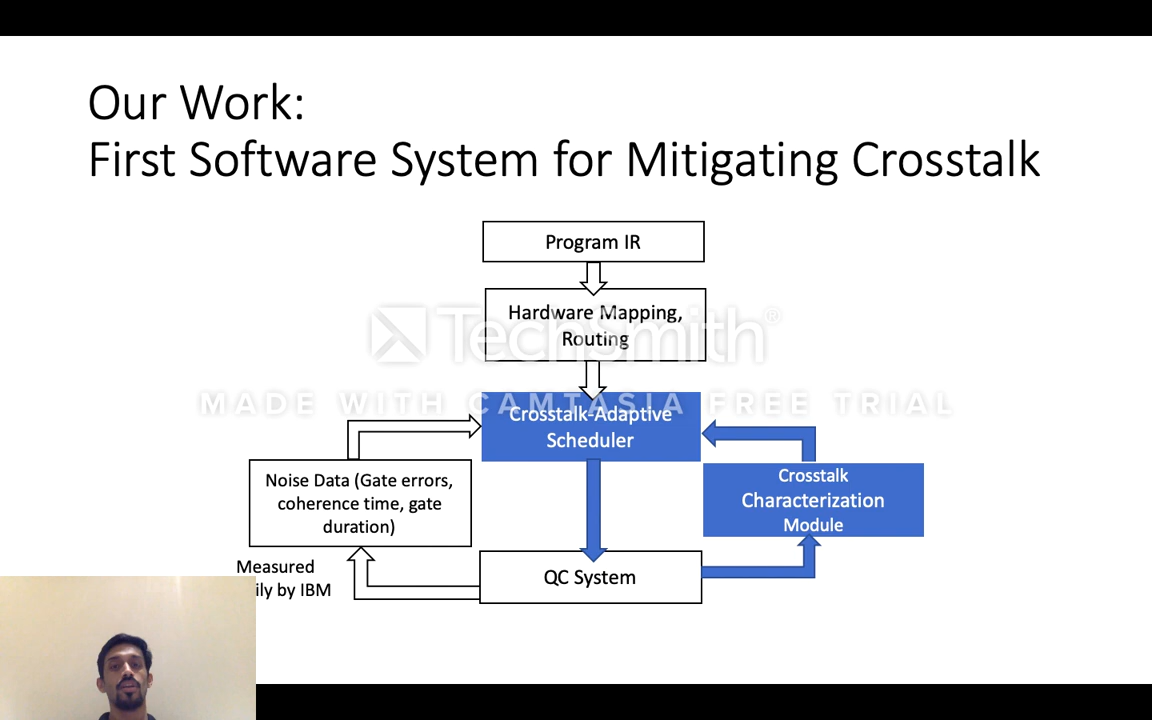 Our Work:
First Software System for Mitigating Crosstalk
Program IR
Hardware Mapping,
Routing
TechSmith®
MADE WITH CAMTASIA FREE TRIAL
Crosstalk-Adaptive
Scheduler
Noise Data (Gate errors,
coherence time, gate
duration)
Crosstalk
Characterization
Module
Measured
by IBM
QC System